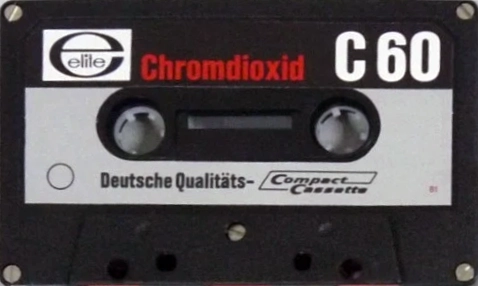 elite
Chromdioxid
C 60
Deutsche Qualitäts-
Compact
Cassette